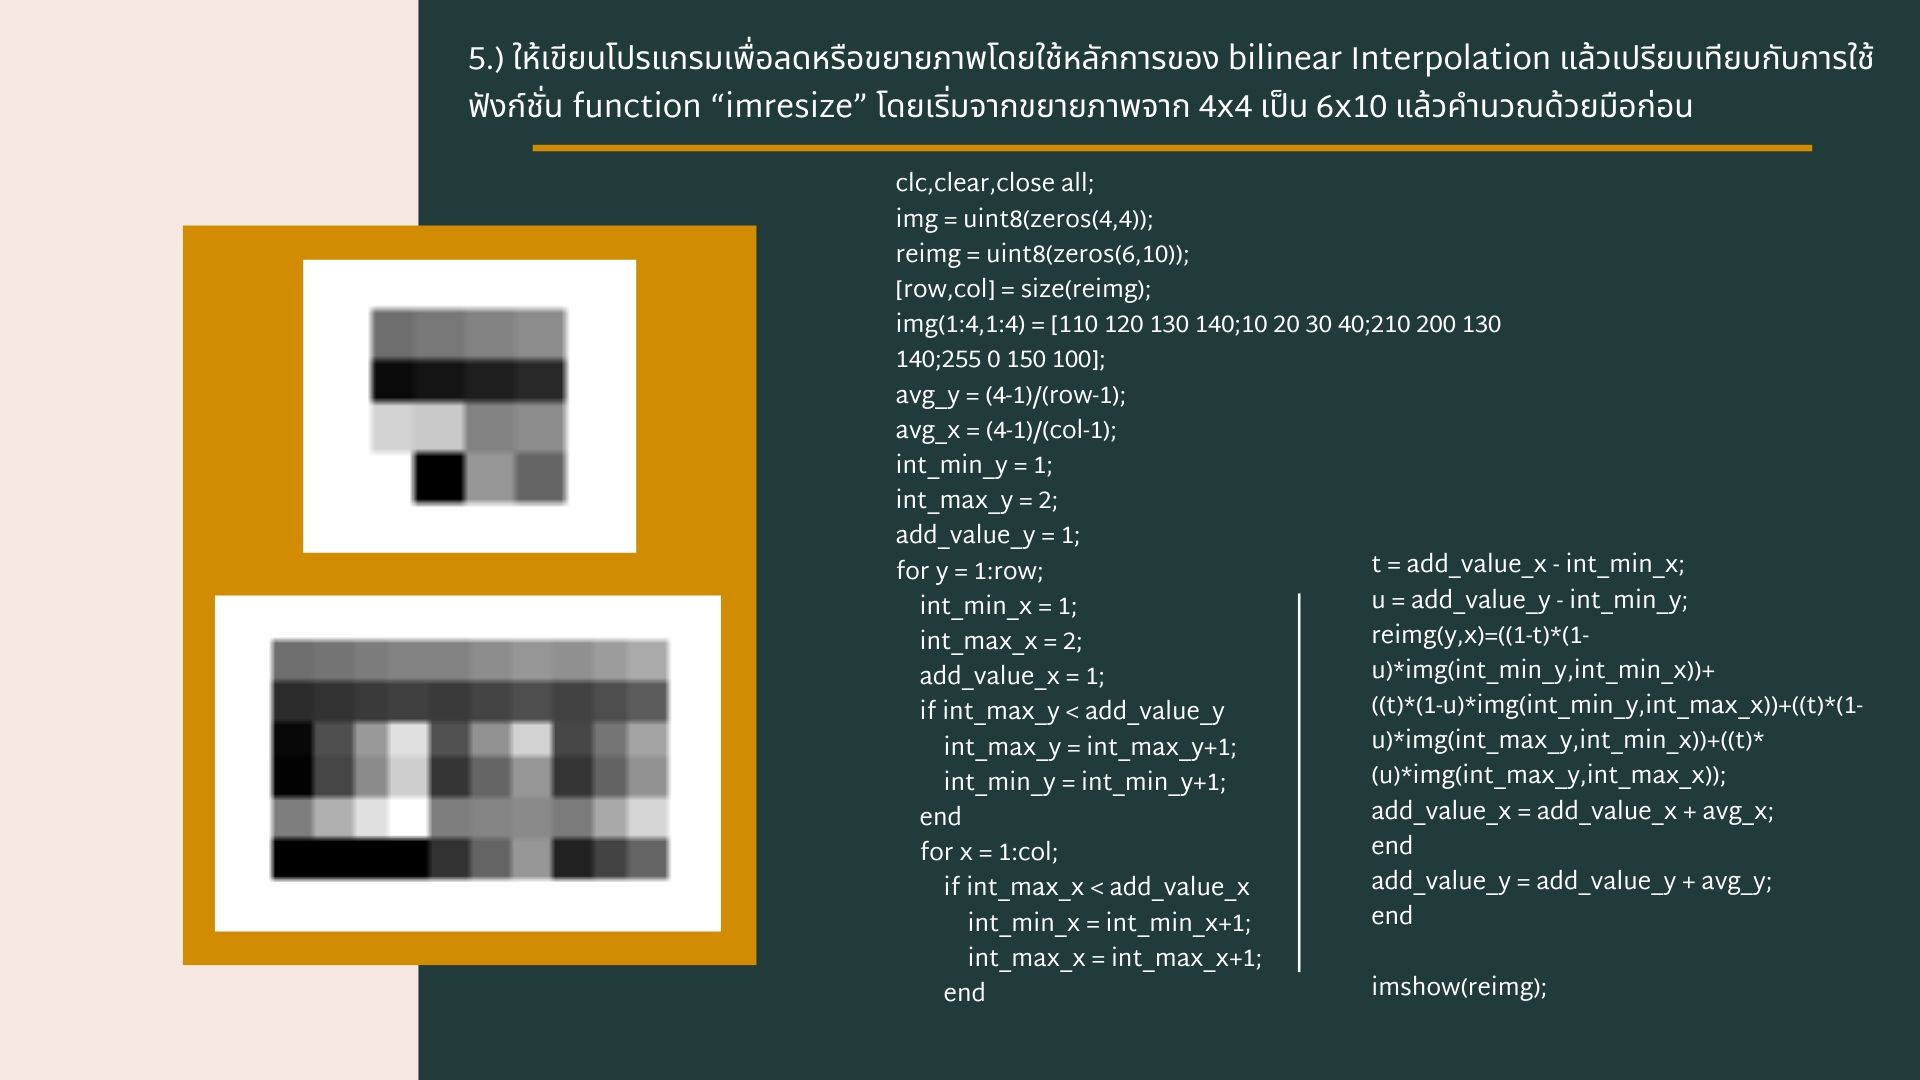 5.) ให้เขียนโปรแกรมเพื่อลดหรือขยายภาพโดยใช้หลักการของ bilinear Interpolation แล้วเปรียบเทียบกับการใช้
ฟังก์ชั่น function “imresize” โดยเริ่มจากขยายภาพจาก 4x4 เป็น 6x10 แล้วคำนวณด้วยมือก่อน
clc,clear,close all;
img = uint8(zeros(4,4));
reimg = uint8(zeros(6,10));
[row,col] = size(reimg);
img(1:4,1:4) = [110 120 130 140;10 20 30 40;210 200 130
140;255 0 150 100];
avg_y = (4-1)/(row-1);
avg_x = (4-1)/(col-1);
int_min_y = 1;
int_max_y = 2;
add_value_y = 1;
for y = 1:row;
int_min_x = 1;
int_max_x = 2;
add_value_x = 1;
if int_max_y < add_value_y
int_max_y = int_max_y+1;
int_min_y = int_min_y+1;
end
for x = 1:col;
if int_max_x < add_value_x
int_min_x = int_min_x+1;
int_max_x = int_max_x+1;
end
t = add_value_x - int_min_x;
u = add_value_y - int_min_y;
reimg(y,x)=((1-t)*(1-
u)*img(int_min_y,int_min_x))+
((t)*(1-u)*img(int_min_y,int_max_x))+((t)*(1-
u)*img(int_max_y,int_min_x))+((t)*
(u)*img(int_max_y,int_max_x));
add_value_x = add_value_x + avg_x;
end
add_value_y = add_value_y + avg_y;
end
imshow(reimg);